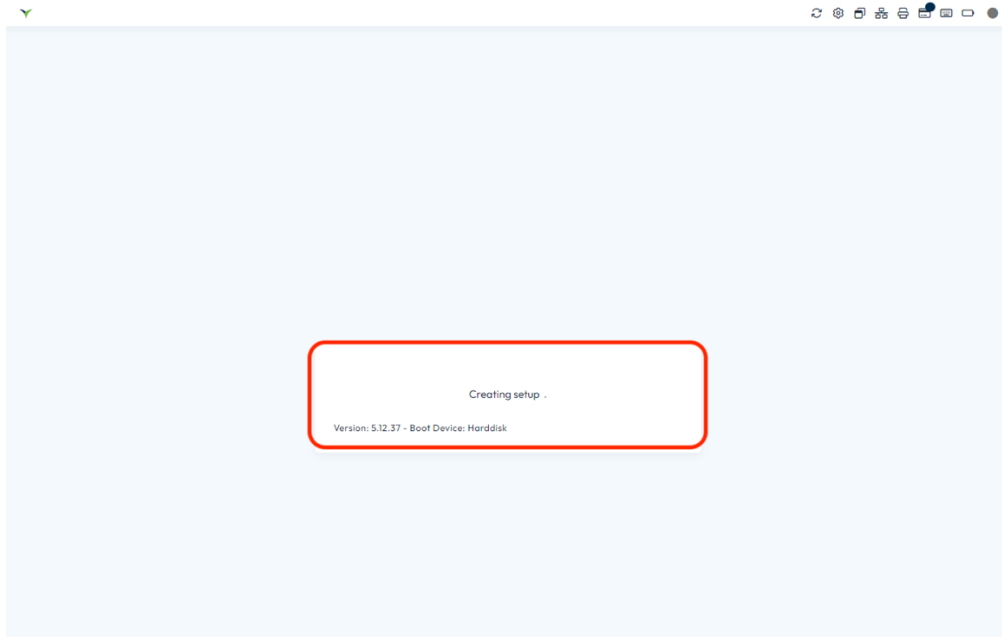 Creating setup .
Version: 5.12.37 - Boot Device: Harddisk